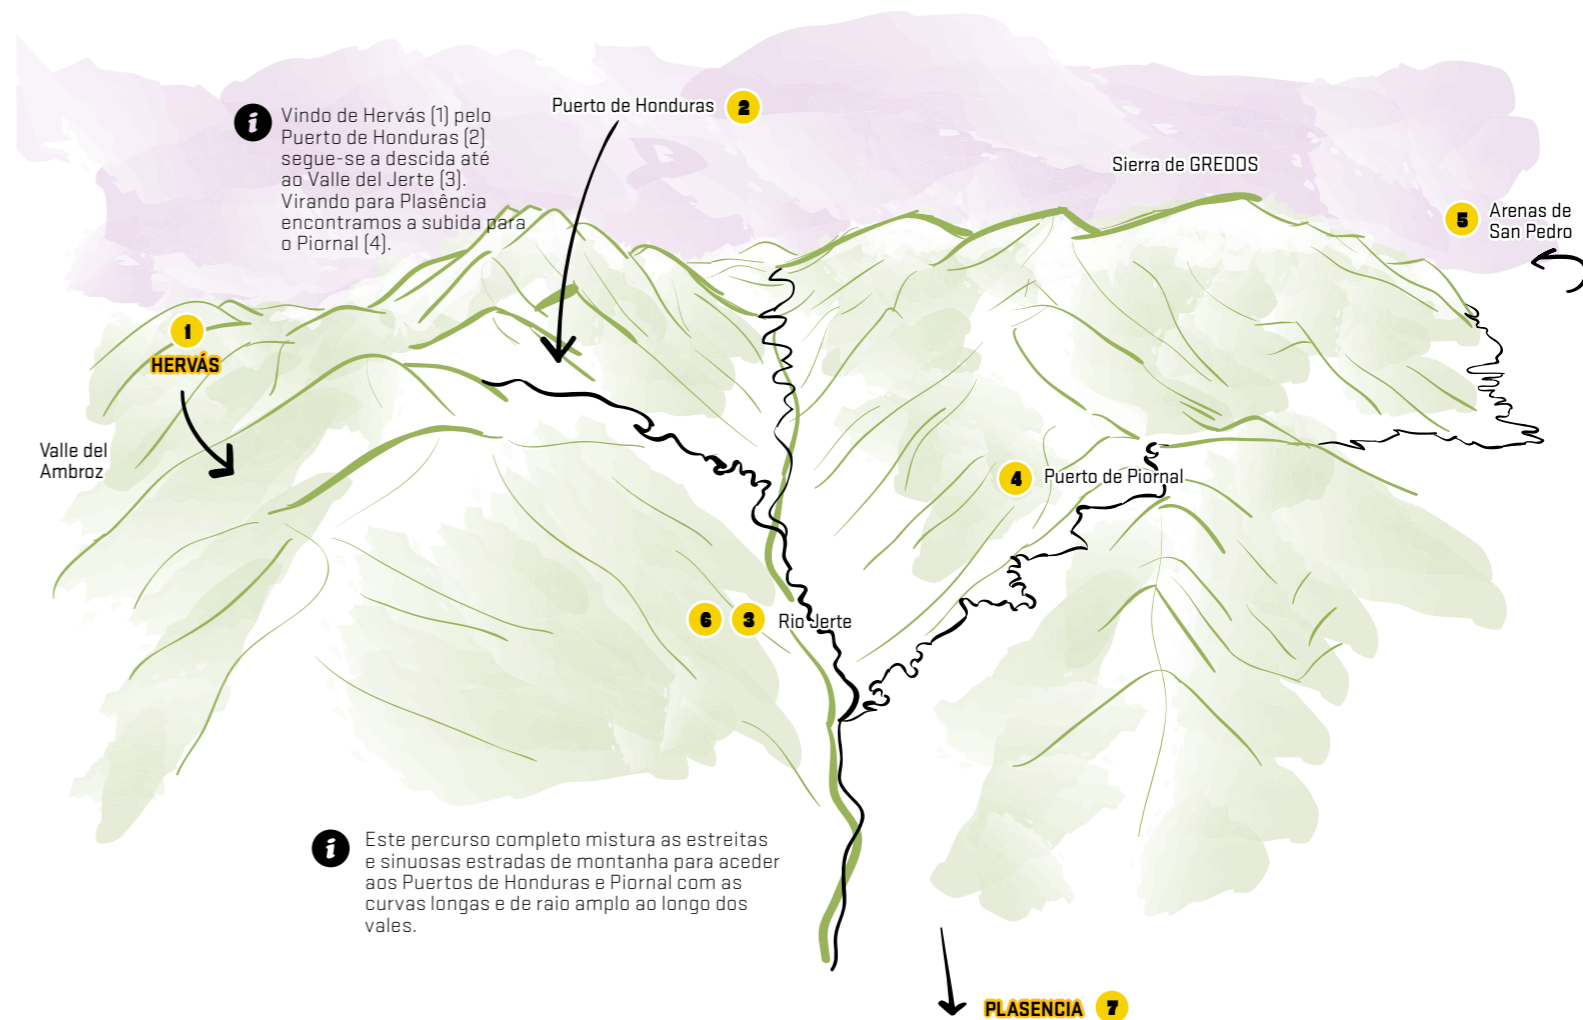 i
Vindo de Hervás (1) pelo
Puerto de Honduras (2)
segue-se a descida até
ao Valle del Jerte (3).
Virando para Plasência
encontramos a subida para
o Piornal (4).
Puerto de Honduras 2
Sierra de GREDOS
5 Arenas de
San Pedro
1
HERVÁS
Valle del
Ambroz
4 Puerto de Piornal
6 3 Rio Jerte
i
Este percurso completo mistura as estreitas
e sinuosas estradas de montanha para aceder
aos Puertos de Honduras e Piornal com as
curvas longas e de raio amplo ao longo dos
vales.
PLASENCIA 7